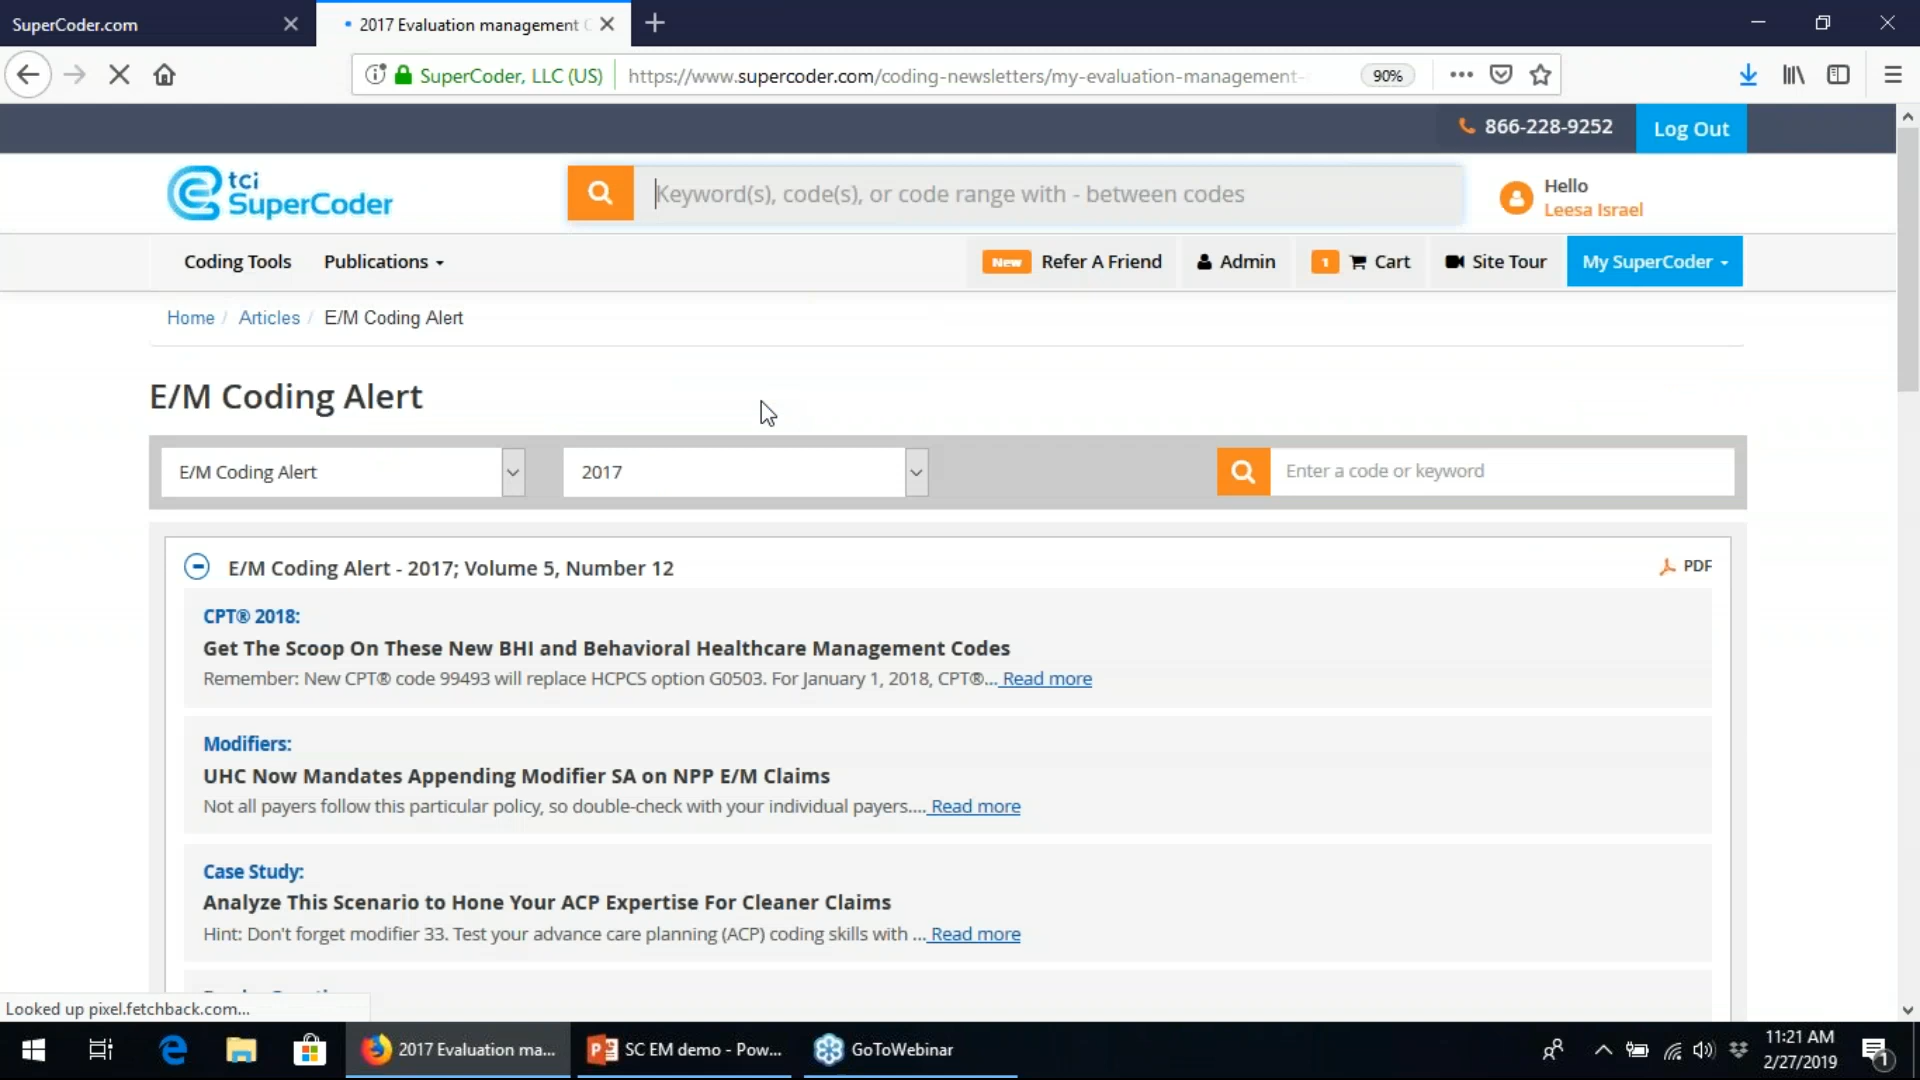 SuperCoder.com
2017 Evaluation management C
SuperCoder, LLC (US)
https://www.supercoder.com/coding-newsletters/my-evaluation-management-
90%
866-228-9252
Log Out
tci
SuperCoder
Keyword(s), code(s), or code range with - between codes
Hello
Leesa Israel
Coding Tools
Publications
New
Refer A Friend
Admin
1
Cart
Site Tour
My SuperCoder
Home / Articles / E/M Coding Alert
E/M Coding Alert
E/M Coding Alert
2017
Enter a code or keyword
E/M Coding Alert - 2017; Volume 5, Number 12
PDF
CPT® 2018:
Get The Scoop On These New BHI and Behavioral Healthcare Management Codes
Remember: New CPT® code 99493 will replace HCPCS option G0503. For January 1, 2018, CPT®... Read more
Modifiers:
UHC Now Mandates Appending Modifier SA on NPP E/M Claims
Not all payers follow this particular policy, so double-check with your individual payers.... Read more
Case Study:
Analyze This Scenario to Hone Your ACP Expertise For Cleaner Claims
Hint: Don't forget modifier 33. Test your advance care planning (ACP) coding skills with ... Read more
Looked up pixel.fetchback.com...
2017 Evaluation ma...
SC EM demo - Pow...
GoToWebinar
11:21 AM
2/27/2019
1